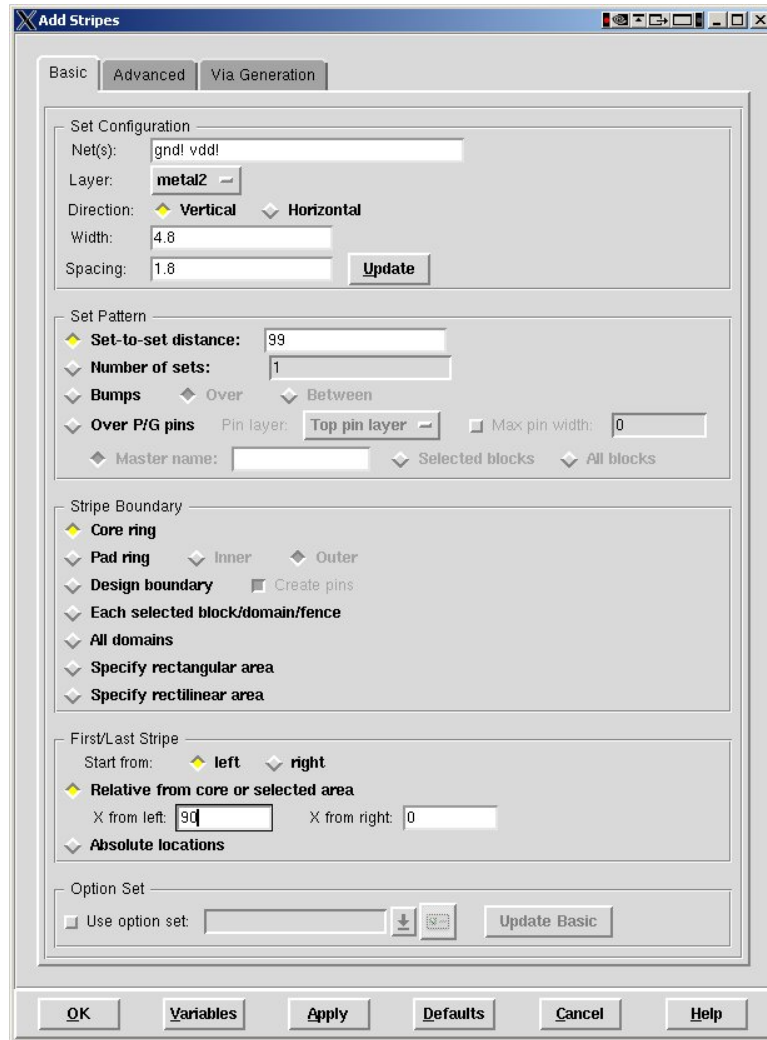 Add Stripes
Basic Advanced Via Generation
Set Configuration
Net(s): gnd! vdd!
Layer: metal2
Direction: Vertical Horizontal
Width: 4.8
Spacing: 1.8 Update
Set Pattern
Set-to-set distance: 99
Number of sets: 1
Bumps Over Between
Over P/G pins Pin layer: Top pin layer Max pin width: 0
Master name: Selected blocks All blocks
Stripe Boundary
Core ring
Pad ring Inner Outer
Design boundary Create pins
Each selected block/domain/fence
All domains
Specify rectangular area
Specify rectilinear area
First/Last Stripe
Start from: left right
Relative from core or selected area
X from left: 90 X from right: 0
Absolute locations
Option Set
Use option set: Update Basic
OK Variables Apply Defaults Cancel Help